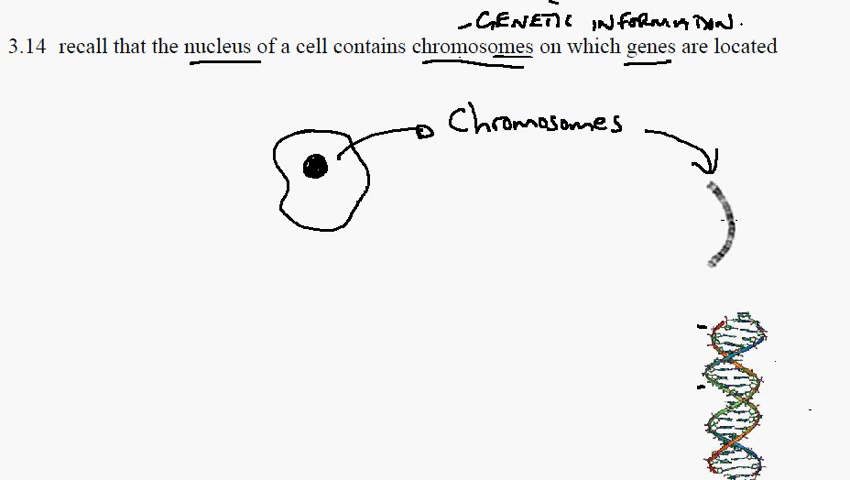 - GENETIC INFORMATION.
3.14 recall that the nucleus of a cell contains chromosomes on which genes are located
Chromosomes